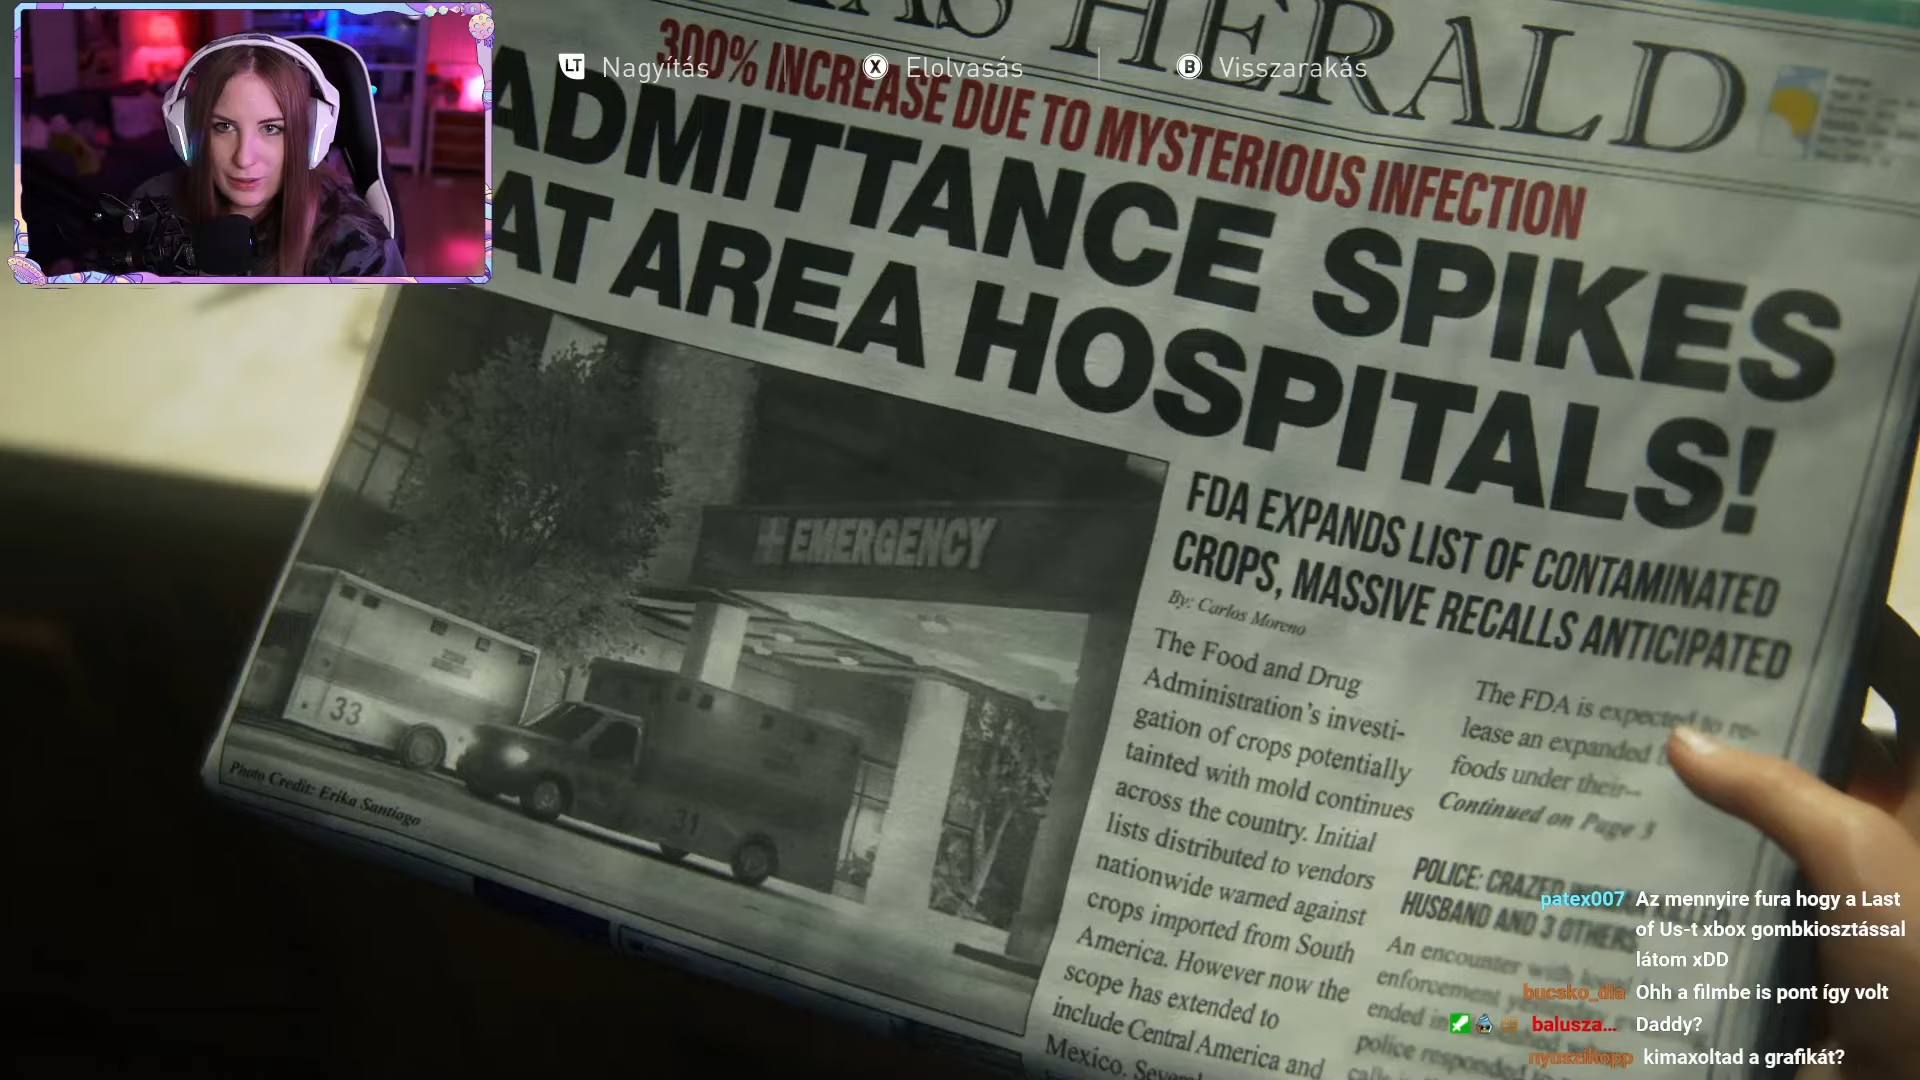 HERALD
LT Nagyítás X Elolvasás B Visszarakás
300% INCREASE DUE TO MYSTERIOUS INFECTION
ADMITTANCE SPIKES
AT AREA HOSPITALS!
EMERGENCY
33
31
Photo Credit: Erika Santiago
FDA EXPANDS LIST OF CONTAMINATED
CROPS, MASSIVE RECALLS ANTICIPATED
By: Carlos Moreno
The Food and Drug
Administration's investi-
gation of crops potentially
tainted with mold continues
across the country. Initial
lists distributed to vendors
nationwide warned against
crops imported from South
America. However now the
scope has extended to
include Central America and
Mexico.
The FDA is expected to re-
lease an expanded
foods under their--
Continued on Page 3
POLICE: CRAZED
HUSBAND AND 3 OTHERS
An encounter with
enforcement
ended in
police responded
patex007 Az mennyire fura hogy a Last
of Us-t xbox gombkiosztással
látom xDD
bucsko_dia Ohh a filmbe is pont így volt
balusza... Daddy?
kimaxoltad a grafikát?